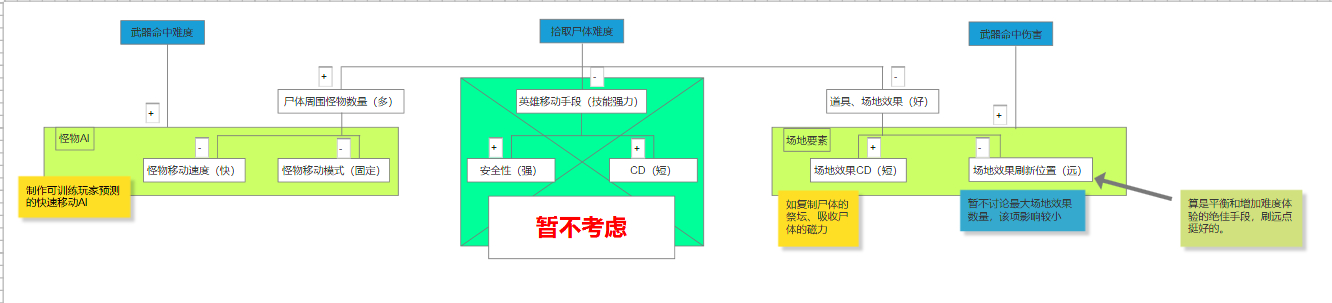 武器命中难度
拾取尸体难度
武器命中伤害
+
-
-
尸体周围怪物数量（多）
英雄移动手段（技能强力）
道具、场地效果（好）
+
+
怪物AI
场地要素
-
-
+
+
+
-
怪物移动速度（快）
怪物移动模式（固定）
安全性（强）
CD（短）
场地效果CD（短）
场地效果刷新位置（远）
制作可训练玩家预测
的快速移动AI
暂不考虑
如复制尸体的
祭坛、吸收尸
体的磁力
暂不讨论最大场地效果
数量，该项影响较小
算是平衡和增加难度体
验的绝佳手段，刷远点
挺好的。